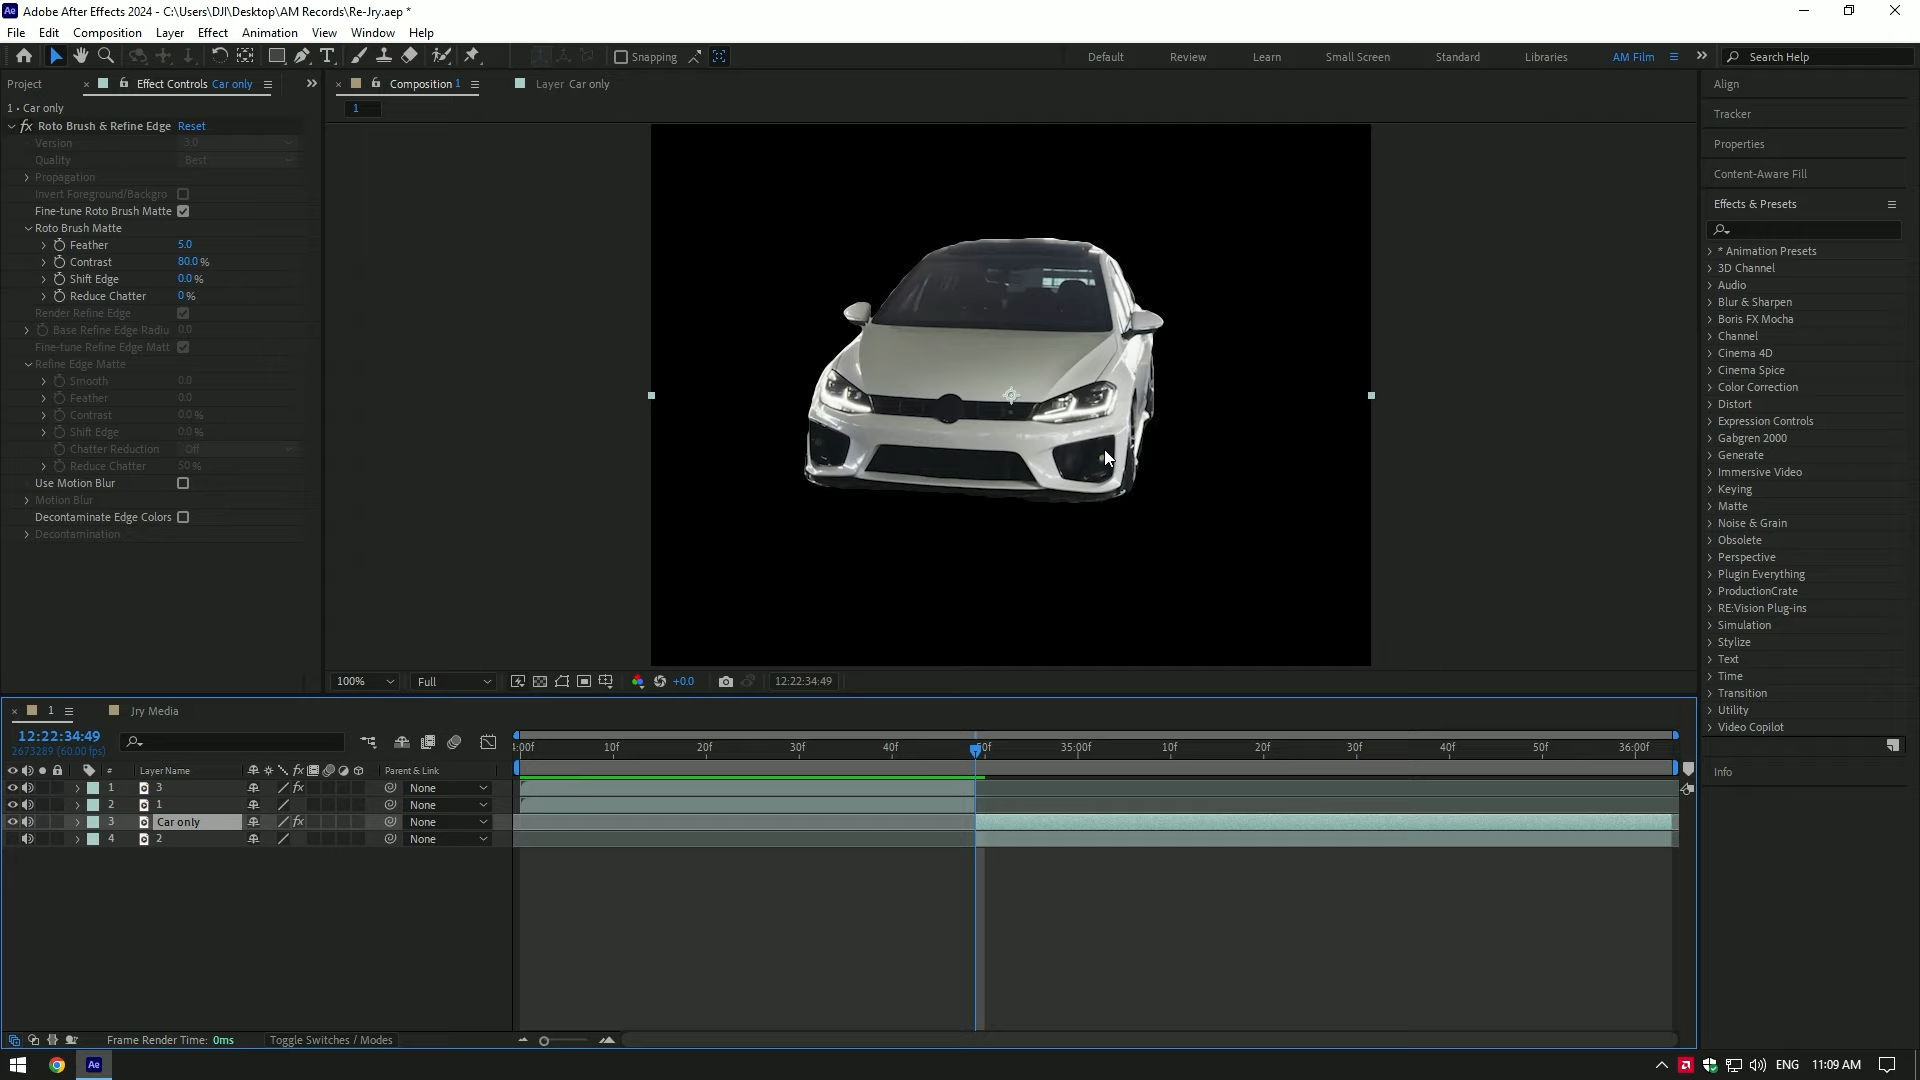 Adobe After Effects 2024 - C:\Users\DJI\Desktop\AM Records\Re-Jry.aep *
File Edit Composition Layer Effect Animation View Window Help
Snapping Default Review Learn Small Screen Standard Libraries AM Film Search Help
Project Effect Controls Car only Composition 1 Layer Car only
1 • Car only
1
fx Roto Brush & Refine Edge Reset
Version 3.0
Quality Best
Propagation
Invert Foreground/Backgro
Fine-tune Roto Brush Matte
Roto Brush Matte
Feather 5.0
Contrast 80.0 %
Shift Edge 0.0 %
Reduce Chatter 0 %
Render Refine Edge
Base Refine Edge Radiu 0.0
Fine-tune Refine Edge Matt
Refine Edge Matte
Smooth 0.0
Feather 0.0
Contrast 0.0 %
Shift Edge 0.0 %
Chatter Reduction Off
Reduce Chatter 50 %
Use Motion Blur
Motion Blur
Decontaminate Edge Colors
Decontamination
Align
Tracker
Properties
Content-Aware Fill
Effects & Presets
* Animation Presets
3D Channel
Audio
Blur & Sharpen
Boris FX Mocha
Channel
Cinema 4D
Cinema Spice
Color Correction
Distort
Expression Controls
Gabgren 2000
Generate
Immersive Video
Keying
Matte
Noise & Grain
Obsolete
Perspective
Plugin Everything
ProductionCrate
RE:Vision Plug-ins
Simulation
Stylize
Text
Time
Transition
Utility
Video Copilot
Info
100% Full +0.0 12:22:34:49
1 Jry Media
12:22:34:49
2673289 (60.00 fps)
4:00f 10f 20f 30f 40f 50f 35:00f 10f 20f 30f 40f 50f 36:00f
# Layer Name fx Parent & Link
1 3 fx None
2 1 None
3 Car only fx None
4 2 None
Frame Render Time: 0ms Toggle Switches / Modes
Ae ENG 11:09 AM